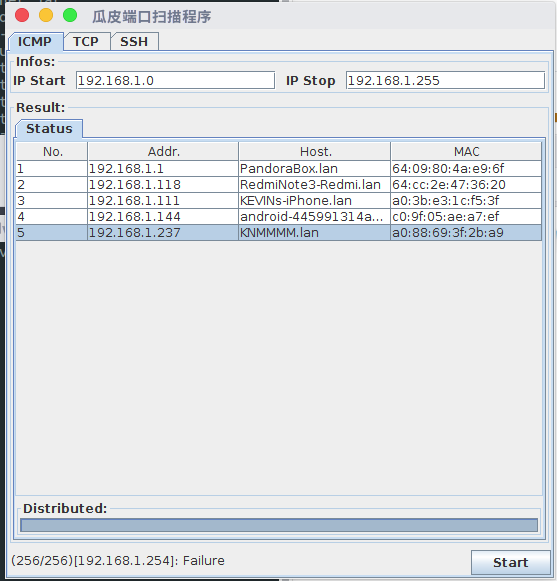 瓜皮端口扫描程序
ICMP TCP SSH
Infos:
IP Start 192.168.1.0 IP Stop 192.168.1.255
Result:
Status
No. Addr. Host. MAC
1 192.168.1.1 PandoraBox.lan 64:09:80:4a:e9:6f
2 192.168.1.118 RedmiNote3-Redmi.lan 64:cc:2e:47:36:20
3 192.168.1.111 KEVINs-iPhone.lan a0:3b:e3:1c:f5:3f
4 192.168.1.144 android-445991314a... c0:9f:05:ae:a7:ef
5 192.168.1.237 KNMMMM.lan a0:88:69:3f:2b:a9
Distributed:
(256/256)[192.168.1.254]: Failure
Start